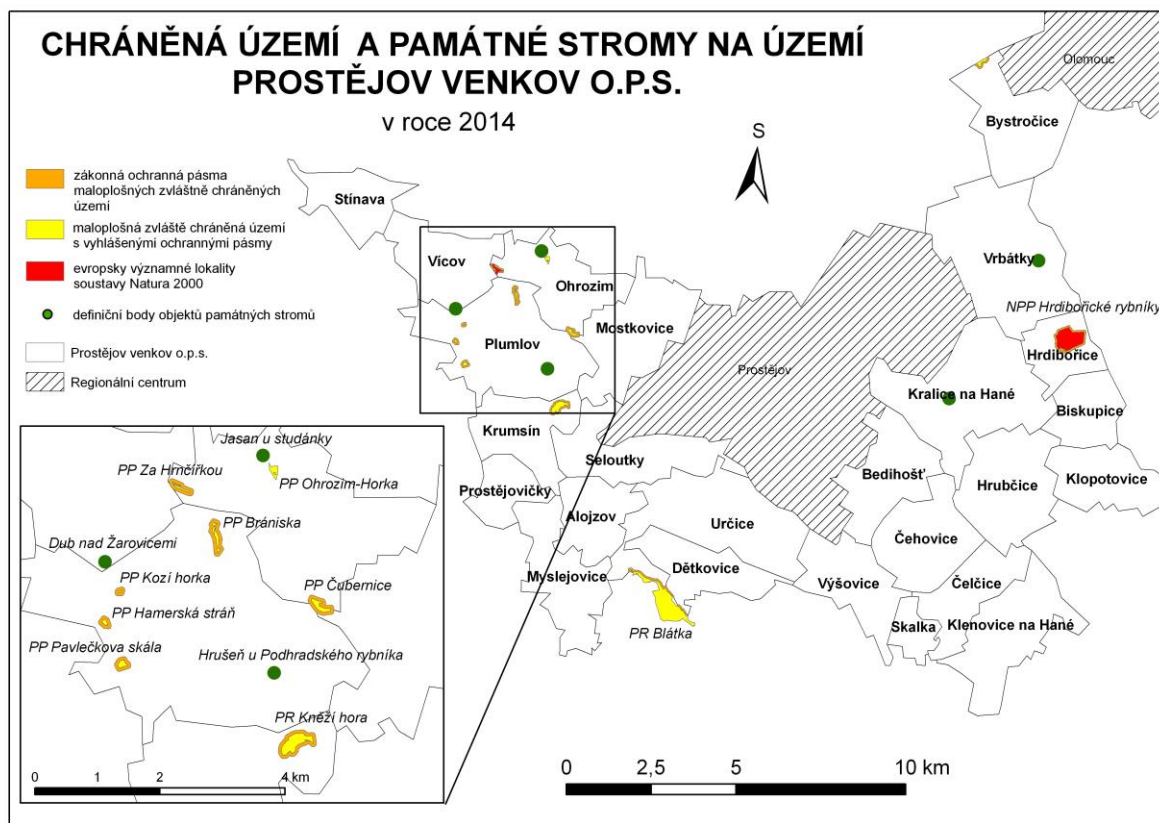 CHRÁNĚNÁ ÚZEMÍ A PAMÁTNÉ STROMY NA ÚZEMÍ
PROSTĚJOV VENKOV O.P.S.
v roce 2014
zákonná ochranná pásma
maloplošných zvláštně chráněných
území
maloplošná zvláště chráněná území
s vyhlášenými ochrannými pásmy
evropsky významné lokality
soustavy Natura 2000
definiční body objektů památných stromů
Prostějov venkov o.p.s.
Regionální centrum
S
Olomouc
Bystročice
Stínava
Vícov
Ohrozim
Mostkovice
Plumlov
Vrbátky
NPP Hrdibořické rybníky
Hrdibořice
Prostějov
Kralice na Hané
Biskupice
Krumsín
Seloutky
Bedihošť
Hrubčice
Klopotovice
Prostějovičky
Alojzov
Určice
Čehovice
Myslejovice
Dětkovice
Výšovice
Čelčice
PR Blátka
Skalka
Klenovice na Hané
Jasan u studánky
PP Za Hrnčířkou
PP Ohrozim-Horka
PP Brániska
Dub nad Žarovicemi
PP Kozí horka
PP Čubernice
PP Hamerská stráň
PP Pavlečkova skála
Hrušeň u Podhradského rybníka
PR Kněží hora
0 1 2 4 km
0 2,5 5 10 km